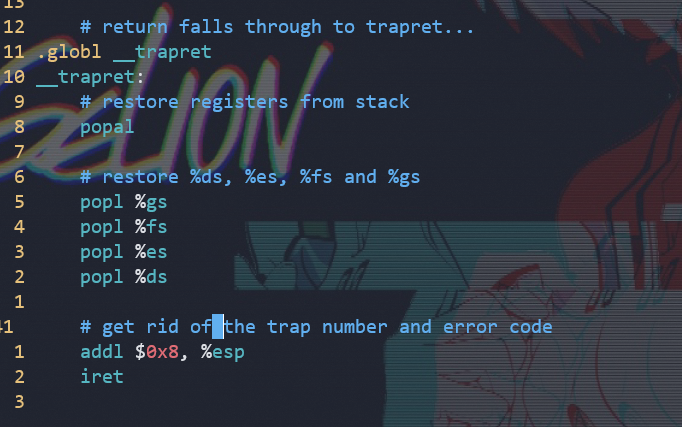 13
12 # return falls through to trapret...
11 .globl __trapret
10 __trapret:
9 # restore registers from stack
8 popal
7
6 # restore %ds, %es, %fs and %gs
5 popl %gs
4 popl %fs
3 popl %es
2 popl %ds
1
41 # get rid of the trap number and error code
1 addl $0x8, %esp
2 iret
3
ELION